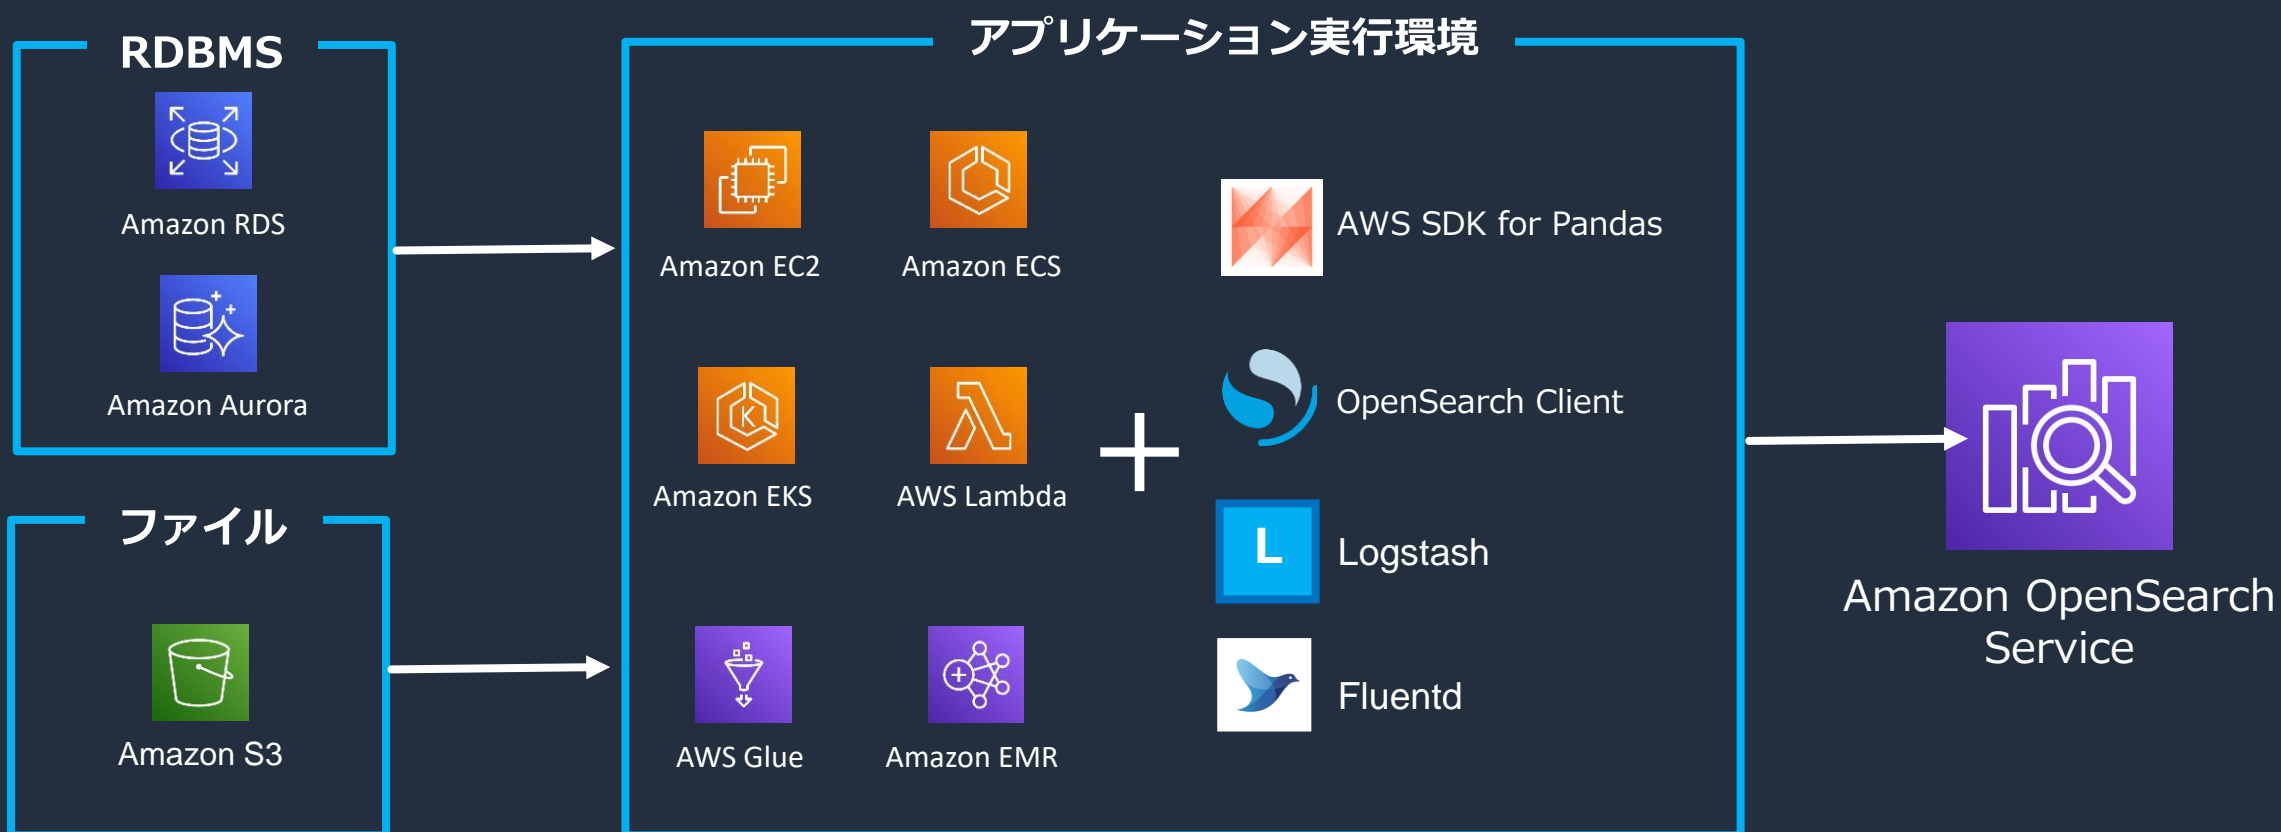 RDBMS
Amazon RDS
Amazon Aurora
ファイル
Amazon S3
アプリケーション実行環境
Amazon EC2
Amazon ECS
Amazon EKS
K
AWS Lambda
AWS Glue
Amazon EMR
+
AWS SDK for Pandas
OpenSearch Client
L
Logstash
Fluentd
Amazon OpenSearch
Service